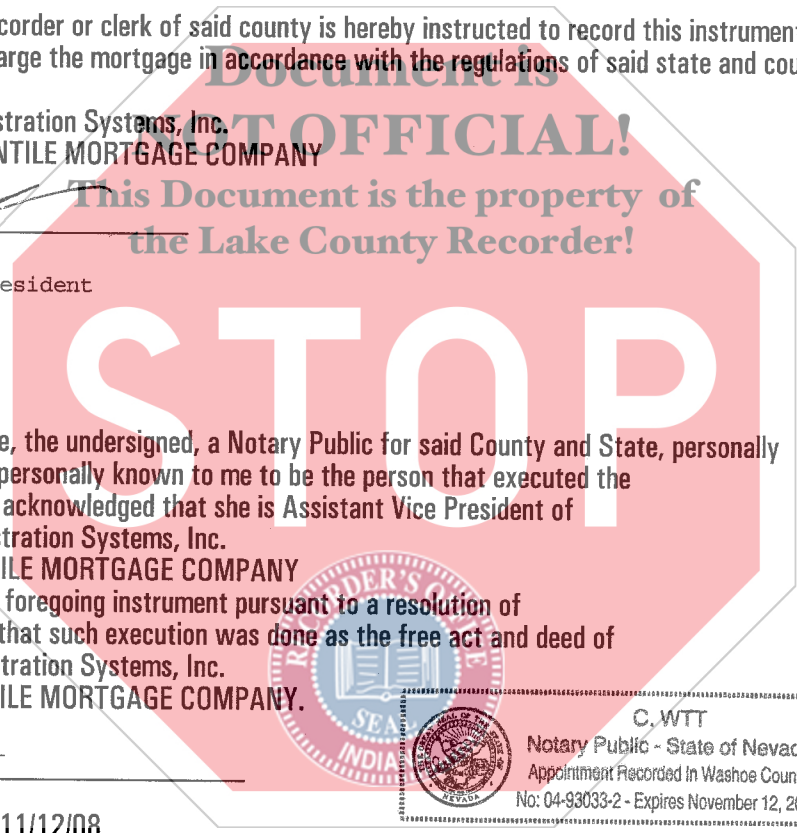 corder or clerk of said county is hereby instructed to record this instrument
arge the mortgage in accordance with the regulations of said state and cou
Document is
NOT OFFICIAL!
This Document is the property of
the Lake County Recorder!
stration Systems, Inc.
NTILE MORTGAGE COMPANY
esident
STOP
e, the undersigned, a Notary Public for said County and State, personally
personally known to me to be the person that executed the
acknowledged that she is Assistant Vice President of
stration Systems, Inc.
ILE MORTGAGE COMPANY
foregoing instrument pursuant to a resolution of
that such execution was done as the free act and deed of
stration Systems, Inc.
ILE MORTGAGE COMPANY.
RECORDER'S OFFICE
SEAL
INDIANA
C. WTT
Notary Public - State of Nevad
Appointment Recorded in Washoe Coun
No: 04-93033-2 - Expires November 12, 20
NEVADA
11/12/08